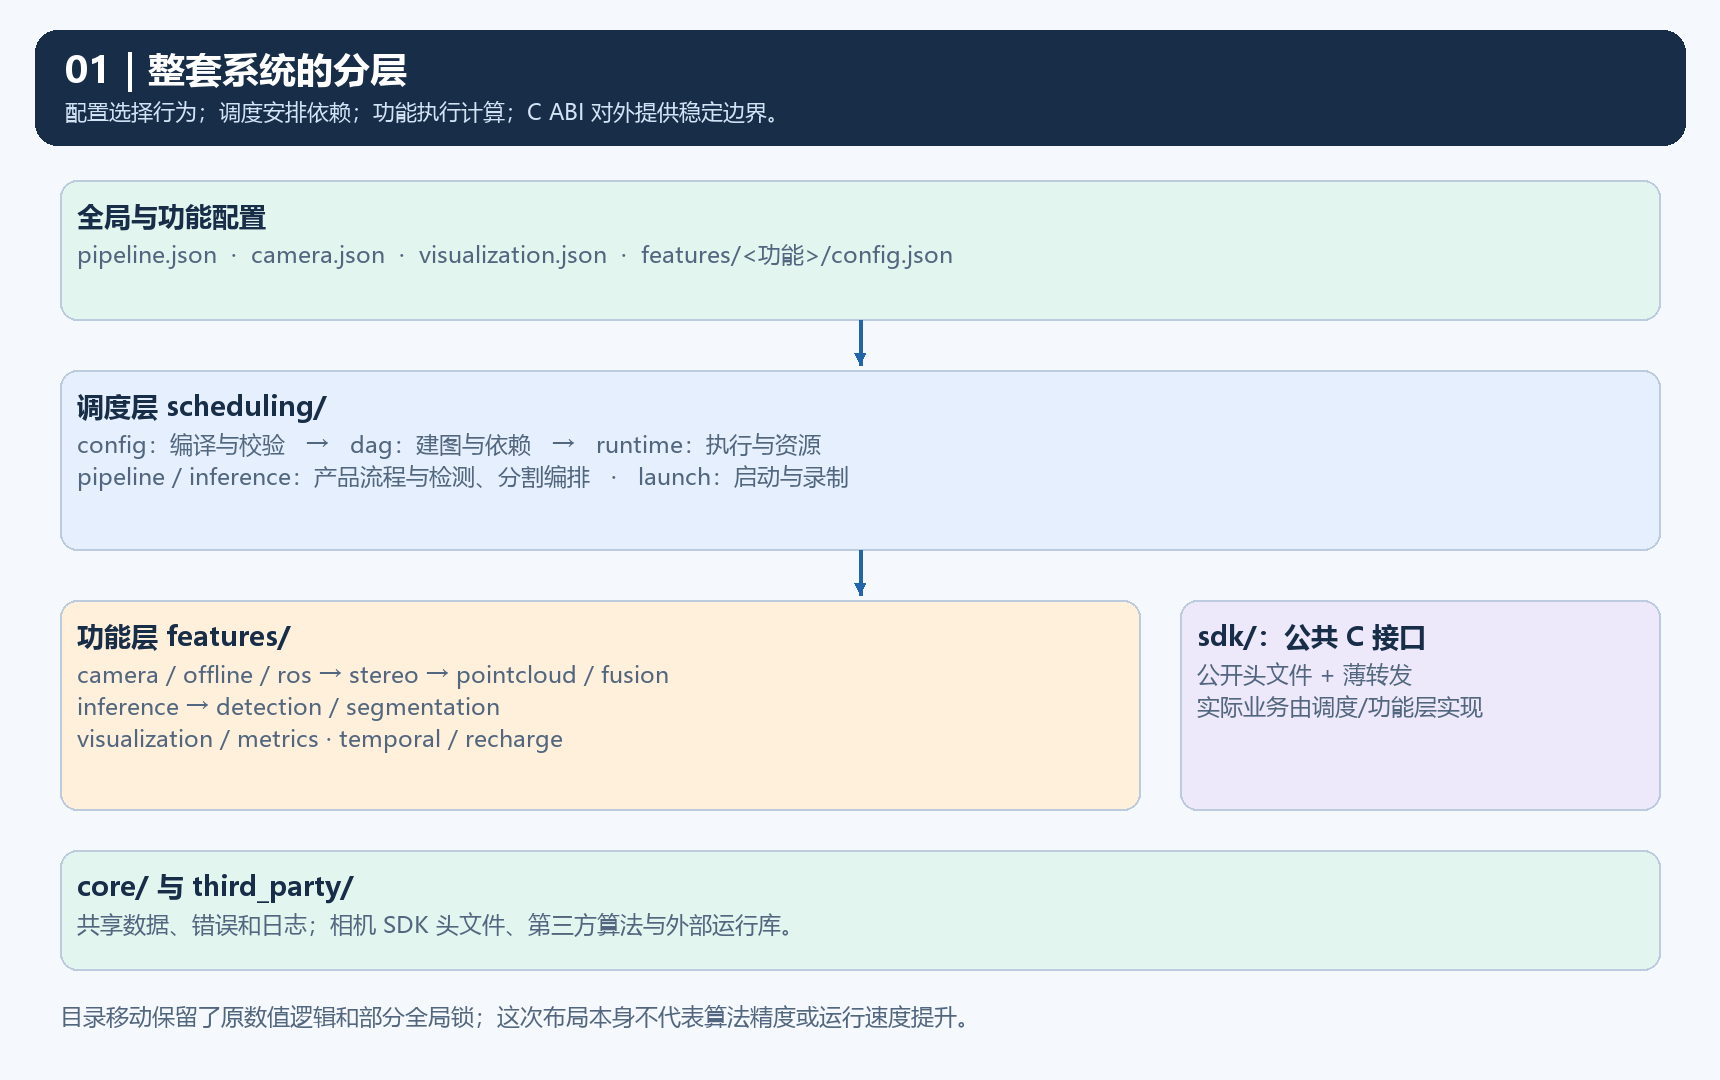 01｜整套系统的分层
配置选择行为；调度安排依赖；功能执行计算；C ABI 对外提供稳定边界。
全局与功能配置
pipeline.json · camera.json · visualization.json · features/<功能>/config.json
调度层 scheduling/
config：编译与校验 → dag：建图与依赖 → runtime：执行与资源
pipeline / inference：产品流程与检测、分割编排 · launch：启动与录制
功能层 features/
camera / offline / ros → stereo → pointcloud / fusion
inference → detection / segmentation
visualization / metrics · temporal / recharge
sdk/：公共 C 接口
公开头文件 + 薄转发
实际业务由调度/功能层实现
core/ 与 third_party/
共享数据、错误和日志；相机 SDK 头文件、第三方算法与外部运行库。
目录移动保留了原数值逻辑和部分全局锁；这次布局本身不代表算法精度或运行速度提升。